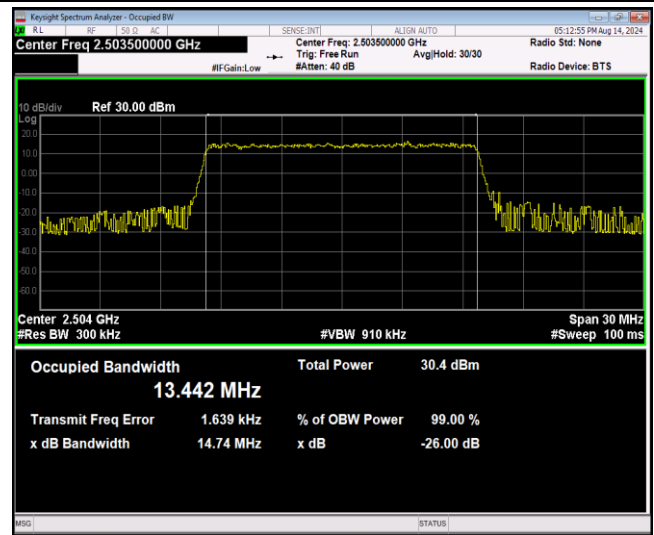 Keysight Spectrum Analyzer - Occupied BW
RL RF 50 Ω AC SENSE:INT ALIGN AUTO 05:12:55 PM Aug 14, 2024
Center Freq 2.503500000 GHz Center Freq: 2.503500000 GHz Radio Std: None
Trig: Free Run Avg|Hold: 30/30
#IFGain:Low #Atten: 40 dB Radio Device: BTS
10 dB/div Ref 30.00 dBm
Log
20.0
10.0
0.00
-10.0
-20.0
-30.0
-40.0
-50.0
-60.0
Center 2.504 GHz Span 30 MHz
#Res BW 300 kHz #VBW 910 kHz #Sweep 100 ms
Occupied Bandwidth Total Power 30.4 dBm
13.442 MHz
Transmit Freq Error 1.639 kHz % of OBW Power 99.00 %
x dB Bandwidth 14.74 MHz x dB -26.00 dB
MSG STATUS